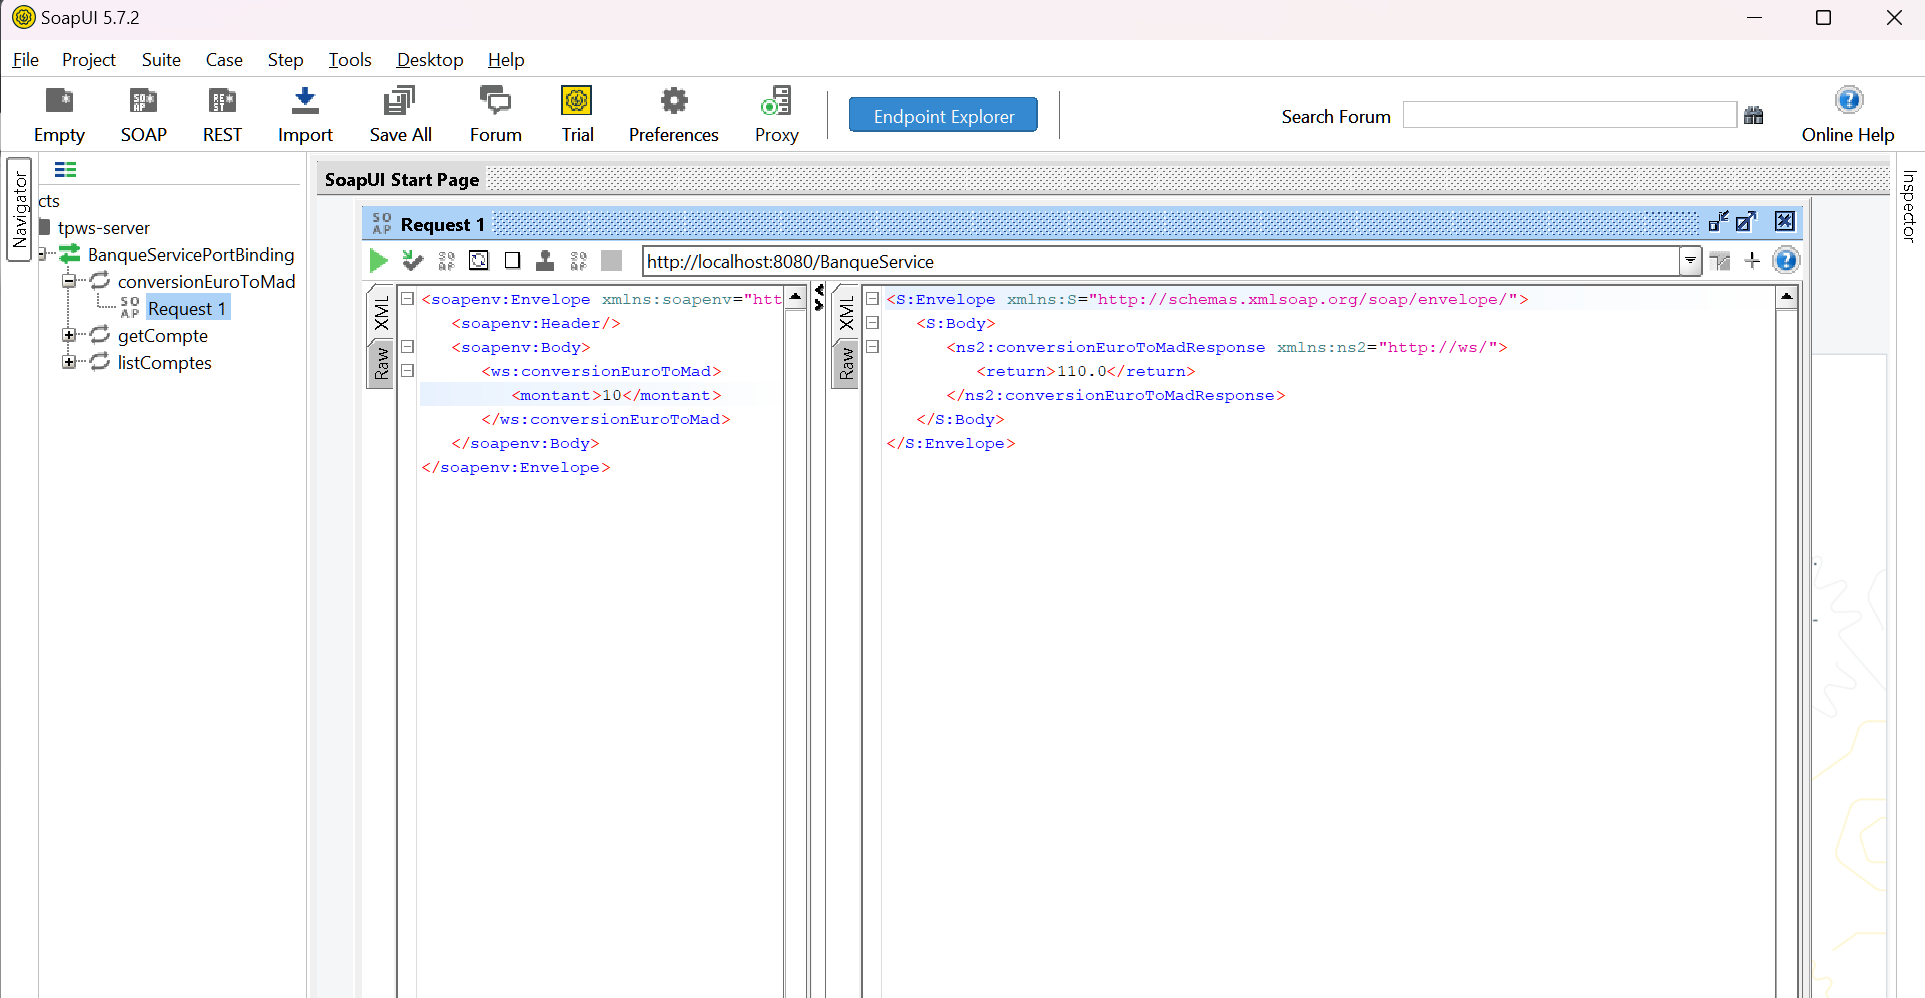 SoapUI 5.7.2
File Project Suite Case Step Tools Desktop Help
Empty SOAP REST Import Save All Forum Trial Preferences Proxy Endpoint Explorer Search Forum Online Help
Navigator
cts
tpws-server
BanqueServicePortBinding
conversionEuroToMad
SO
AP
Request 1
getCompte
listComptes
SoapUI Start Page
SO
AP
Request 1
http://localhost:8080/BanqueService
XML
Raw
<soapenv:Envelope xmlns:soapenv="htt
<soapenv:Header/>
<soapenv:Body>
<ws:conversionEuroToMad>
<montant>10</montant>
</ws:conversionEuroToMad>
</soapenv:Body>
</soapenv:Envelope>
XML
Raw
<S:Envelope xmlns:S="http://schemas.xmlsoap.org/soap/envelope/">
<S:Body>
<ns2:conversionEuroToMadResponse xmlns:ns2="http://ws/">
<return>110.0</return>
</ns2:conversionEuroToMadResponse>
</S:Body>
</S:Envelope>
Inspector